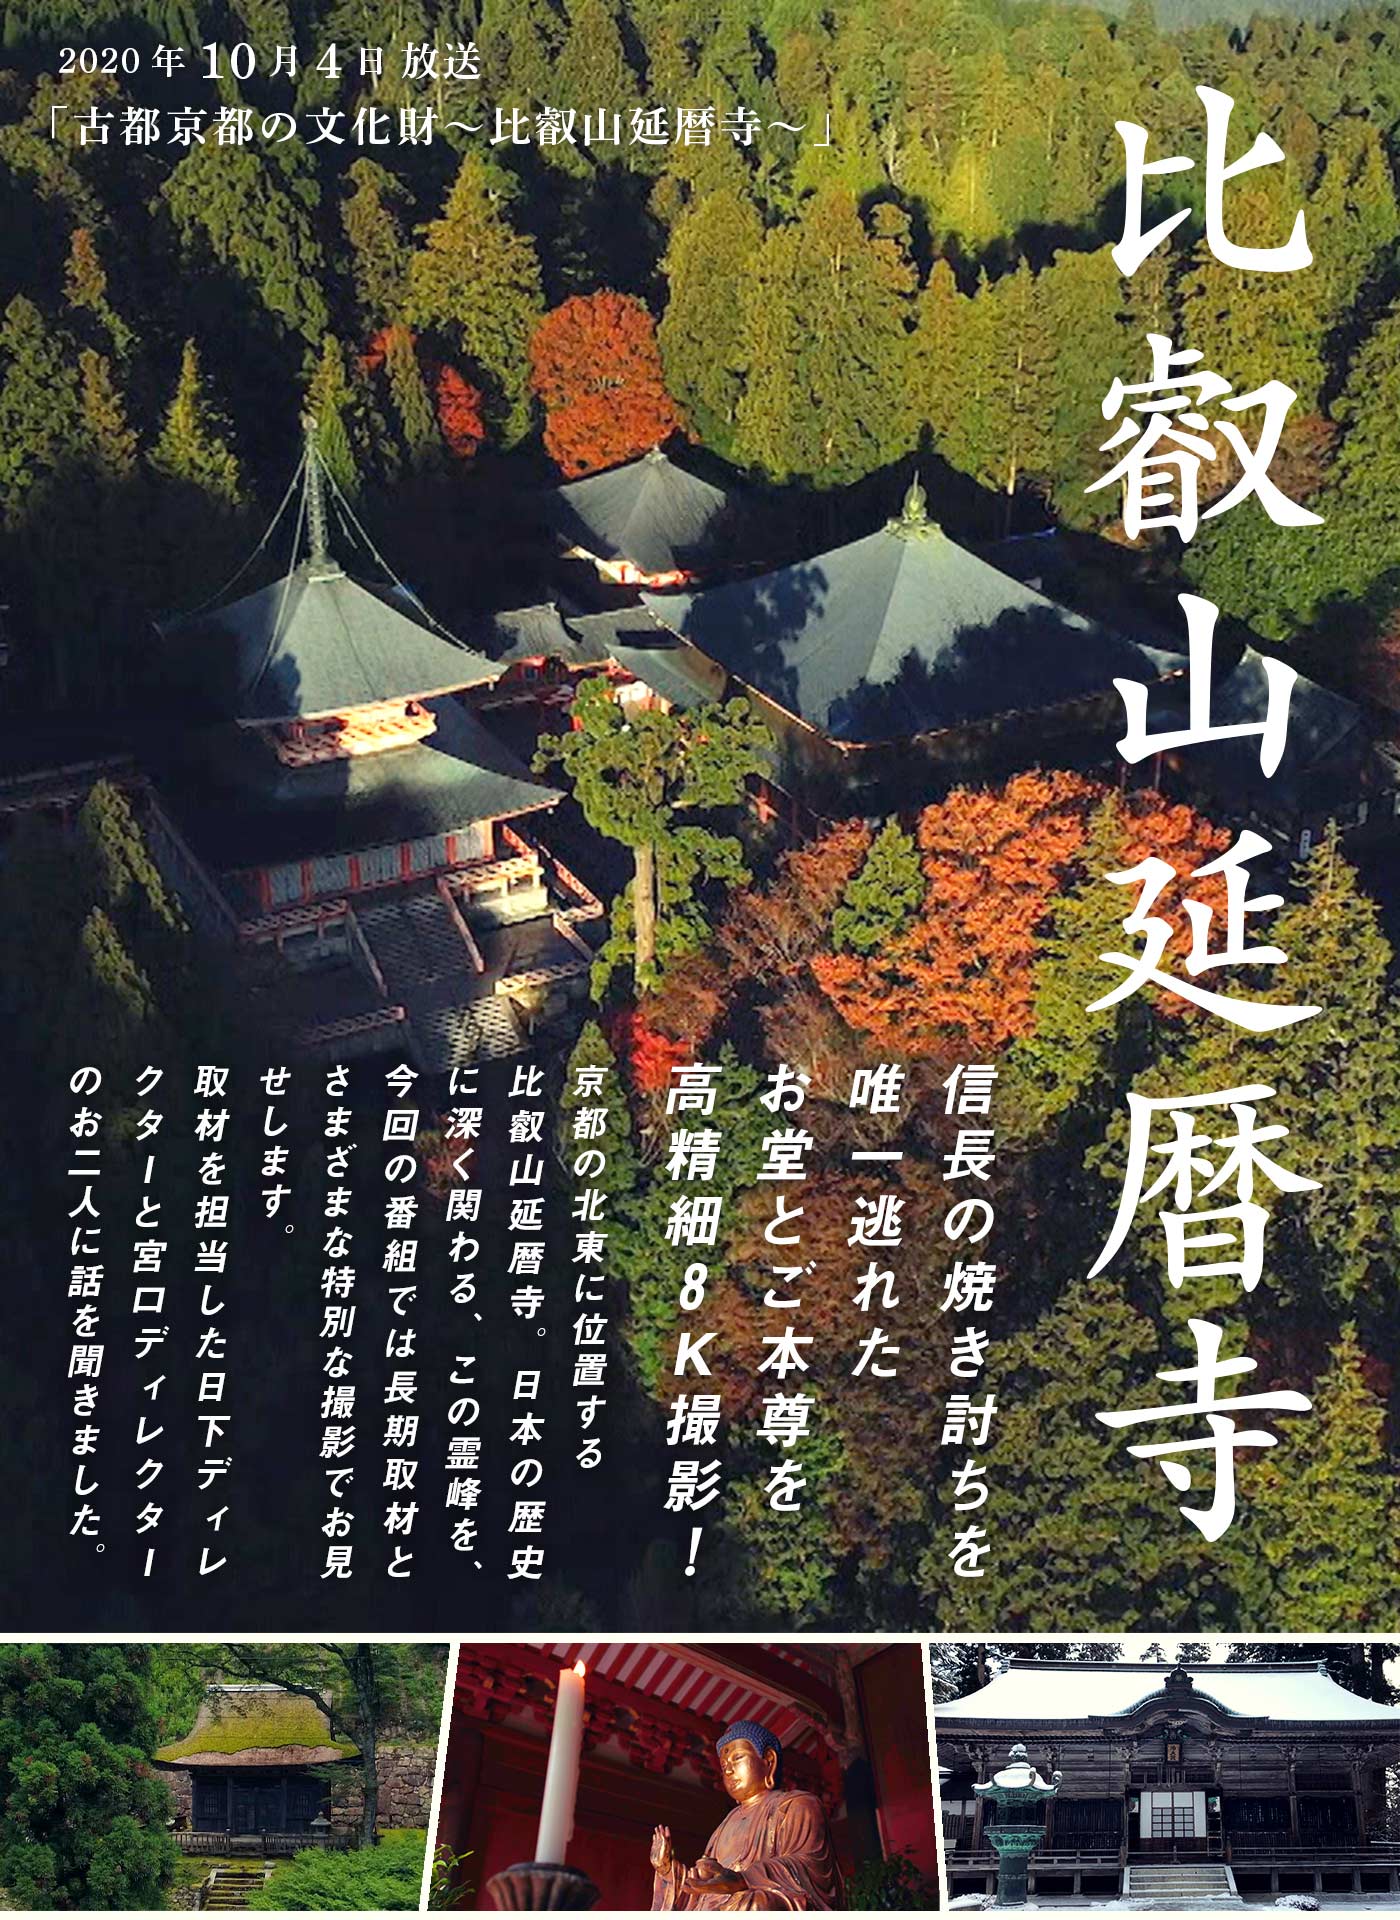 2020年10月4日 放送
「古都京都の文化財〜比叡山延暦寺〜」
比叡山延暦寺
信長の焼き討ちを
唯一逃れた
お堂とご本尊を
高精細8K撮影！
京都の北東に位置する
比叡山延暦寺。日本の歴史
に深く関わる、この霊峰を、
今回の番組では長期取材と
さまざまな特別な撮影でお見
せします。
取材を担当した日下ディレ
クターと宮口ディレクター
のお二人に話を聞きました。